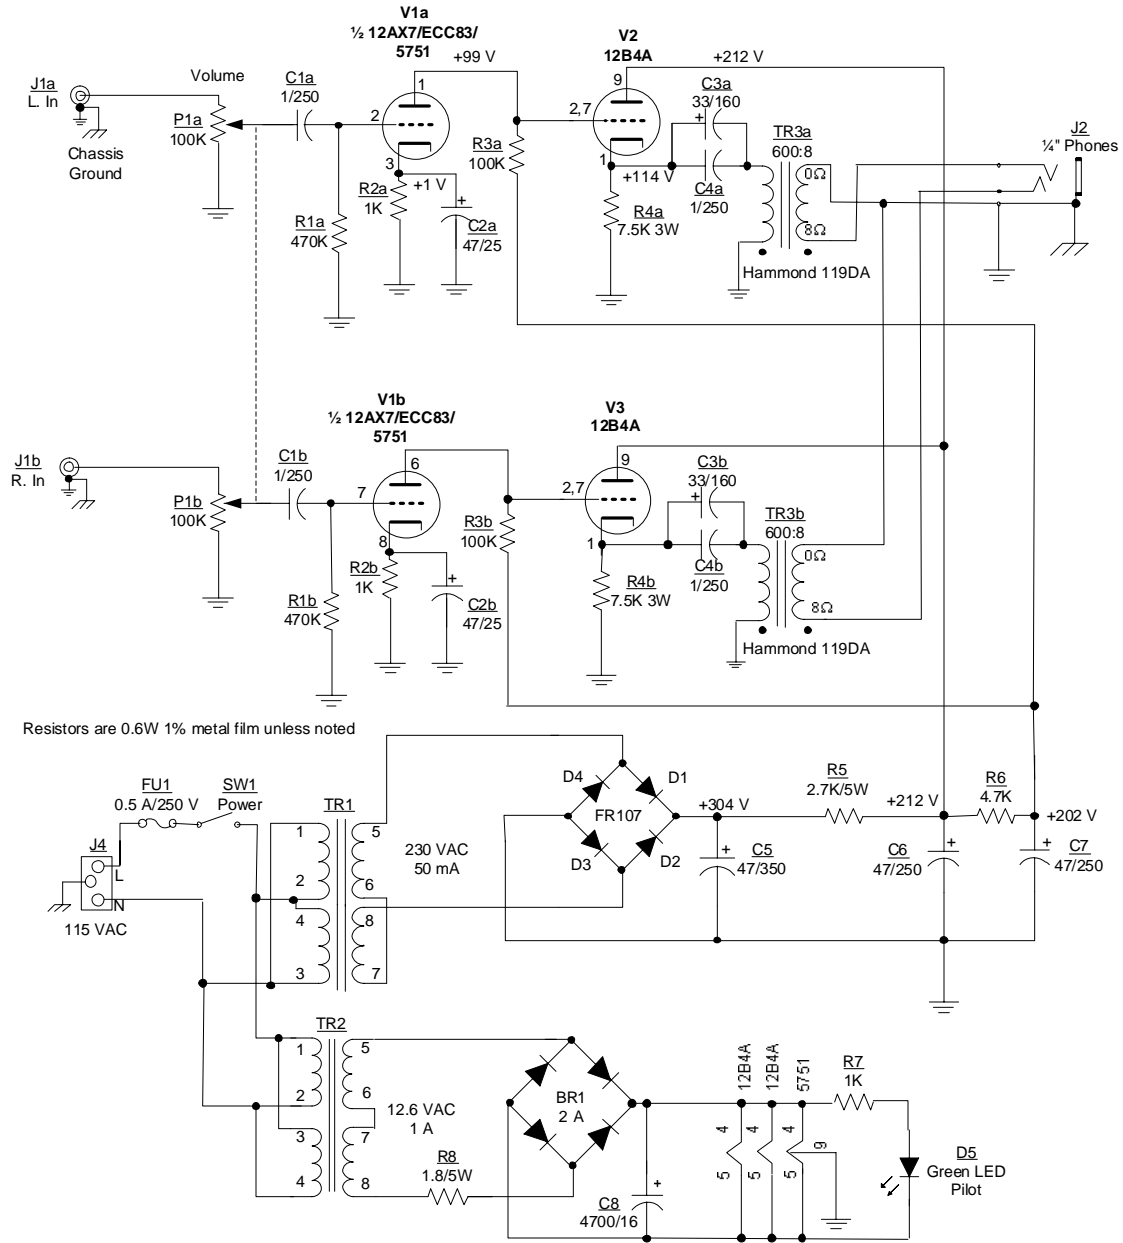 V1a
½ 12AX7/ECC83/
5751
+99 V
V2
12B4A
+212 V
J1a
L. In
Volume
C1a
1/250
1
9
C3a
33/160
+
J2
¼" Phones
P1a
100K
2
2,7
R3a
100K
TR3a
600:8
Chassis
Ground
3
+1 V
1
+114 V
C4a
1/250
0Ω
R2a
1K
+
C2a
47/25
R4a
7.5K 3W
R1a
470K
8Ω
Hammond 119DA
V1b
½ 12AX7/ECC83/
5751
V3
12B4A
J1b
R. In
C1b
1/250
6
9
C3b
33/160
+
P1b
100K
7
2,7
R3b
100K
TR3b
600:8
8
1
C4b
1/250
0Ω
R2b
1K
+
C2b
47/25
R4b
7.5K 3W
R1b
470K
8Ω
Hammond 119DA
Resistors are 0.6W 1% metal film unless noted
FU1
0.5 A/250 V
SW1
Power
TR1
D4
D1
FR107
D3
D2
+304 V
R5
2.7K/5W
+212 V
R6
4.7K
+202 V
J4
L
N
115 VAC
1
2
4
3
5
6
8
7
230 VAC
50 mA
+
C5
47/350
C6
47/250
+
C7
47/250
+
TR2
1
2
3
4
5
6
7
8
12.6 VAC
1 A
R8
1.8/5W
BR1
2 A
+
C8
4700/16
12B4A
12B4A
5751
4
4
4
5
5
5
9
R7
1K
D5
Green LED
Pilot